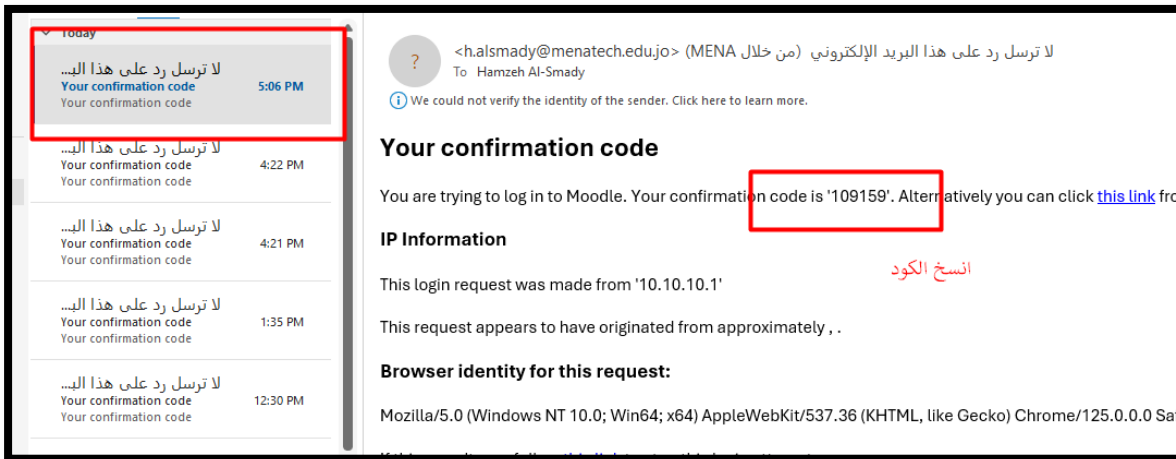 Today
لا ترسل رد على هذا الب...
Your confirmation code 5:06 PM
Your confirmation code
لا ترسل رد على هذا الب...
Your confirmation code 4:22 PM
Your confirmation code
لا ترسل رد على هذا الب...
Your confirmation code 4:21 PM
Your confirmation code
لا ترسل رد على هذا الب...
Your confirmation code 1:35 PM
Your confirmation code
لا ترسل رد على هذا الب...
Your confirmation code 12:30 PM
Your confirmation code
?
لا ترسل رد على هذا البريد الإلكتروني (من خلال MENA) <h.alsmady@menatech.edu.jo>
To Hamzeh Al-Smady
We could not verify the identity of the sender. Click here to learn more.
Your confirmation code
You are trying to log in to Moodle. Your confirmation code is '109159'. Alternatively you can click this link fro
انسخ الكود
IP Information
This login request was made from '10.10.10.1'
This request appears to have originated from approximately , .
Browser identity for this request:
Mozilla/5.0 (Windows NT 10.0; Win64; x64) AppleWebKit/537.36 (KHTML, like Gecko) Chrome/125.0.0.0 Sa